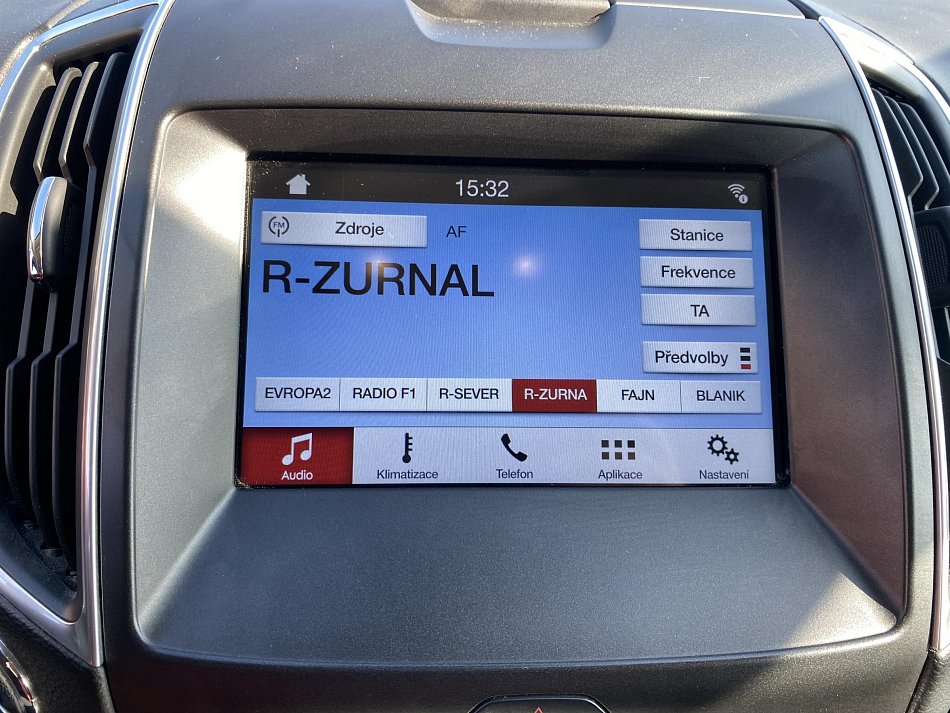 15:32
FM Zdroje AF
Stanice
R-ZURNAL
Frekvence
TA
Předvolby
EVROPA2 RADIO F1 R-SEVER R-ZURNA FAJN BLANIK
Audio Klimatizace Telefon Aplikace Nastavení